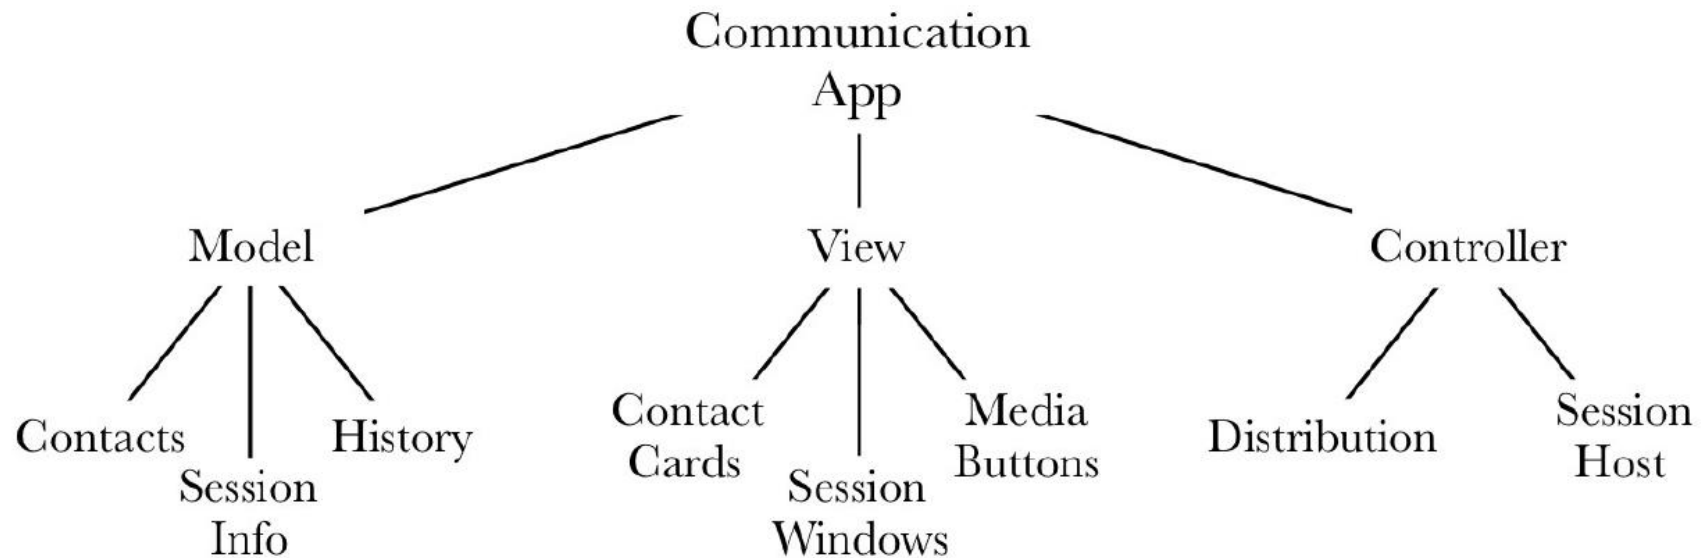 Communication
App
Model
View
Controller
Contacts
Session
Info
History
Contact
Cards
Session
Windows
Media
Buttons
Distribution
Session
Host